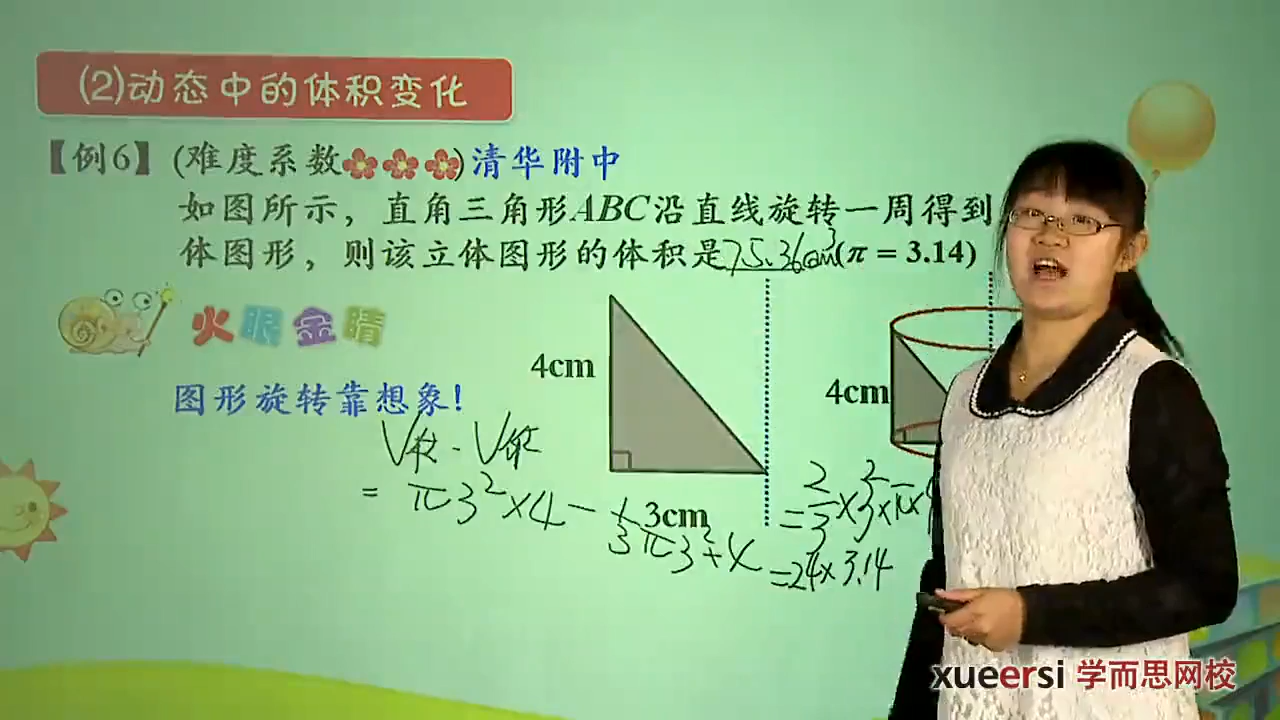 (2)动态中的体积变化
【例6】(难度系数)清华附中
如图所示，直角三角形ABC沿直线旋转一周得到
体图形，则该立体图形的体积是75.36cm³(π = 3.14)
火眼金睛
4cm
4cm
图形旋转靠想象！
V柱 - V锥
= π3²×4 -
3cm
= 2/3 × 3² × π ×
=24×3.14
xueersi 学而思网校